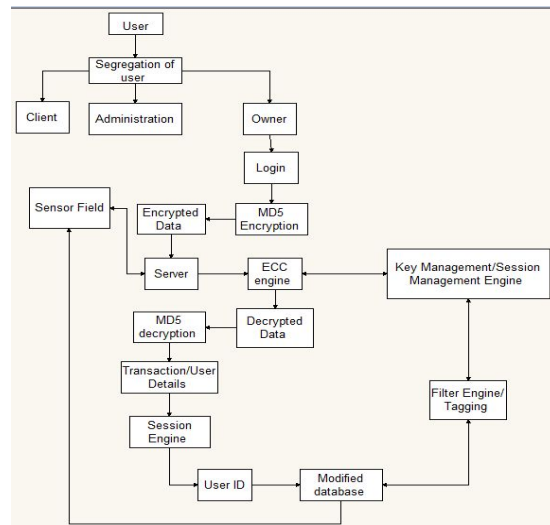 User
Segregation of
user
Client
Administration
Owner
Login
Sensor Field
Encrypted
Data
MD5
Encryption
Server
ECC
engine
Key Management/Session
Management Engine
MD5
decryption
Decrypted
Data
Transaction/User
Details
Filter Engine/
Tagging
Session
Engine
User ID
Modified
database